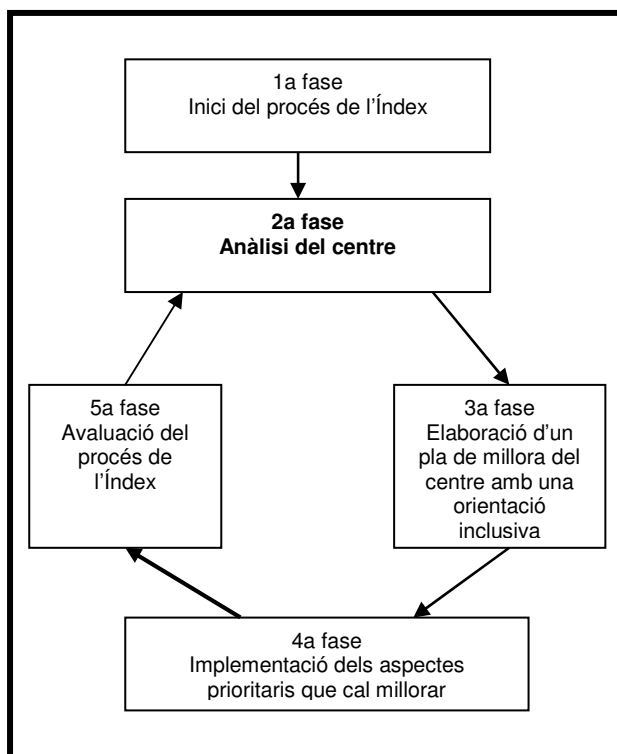 1a fase
Inici del procés de l’Índex
2a fase
Anàlisi del centre
5a fase
Avaluació del
procés de
l’Índex
3a fase
Elaboració d’un
pla de millora del
centre amb una
orientació
inclusiva
4a fase
Implementació dels aspectes
prioritaris que cal millorar